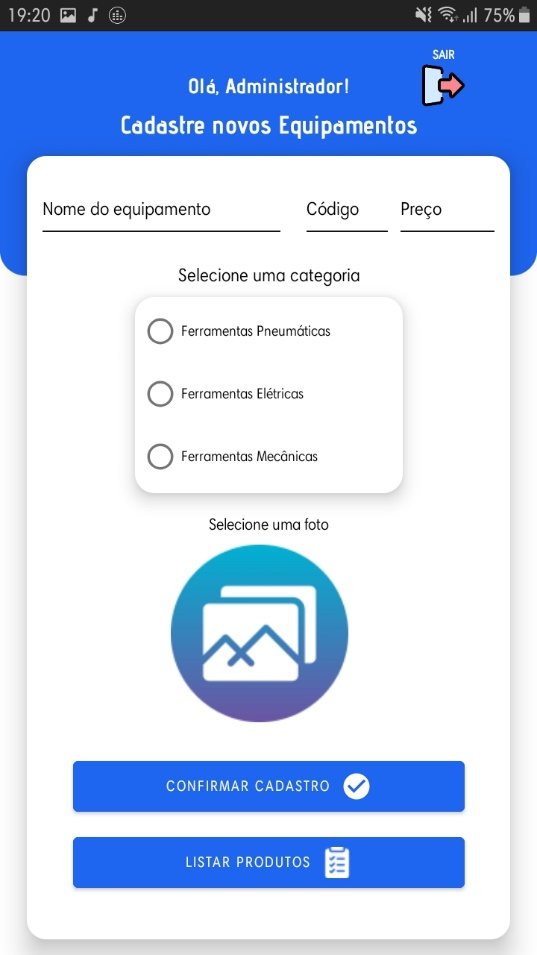 19:20 75%
SAIR
Olá, Administrador!
Cadastre novos Equipamentos
Nome do equipamento Código Preço
Selecione uma categoria
Ferramentas Pneumáticas
Ferramentas Elétricas
Ferramentas Mecânicas
Selecione uma foto
CONFIRMAR CADASTRO
LISTAR PRODUTOS